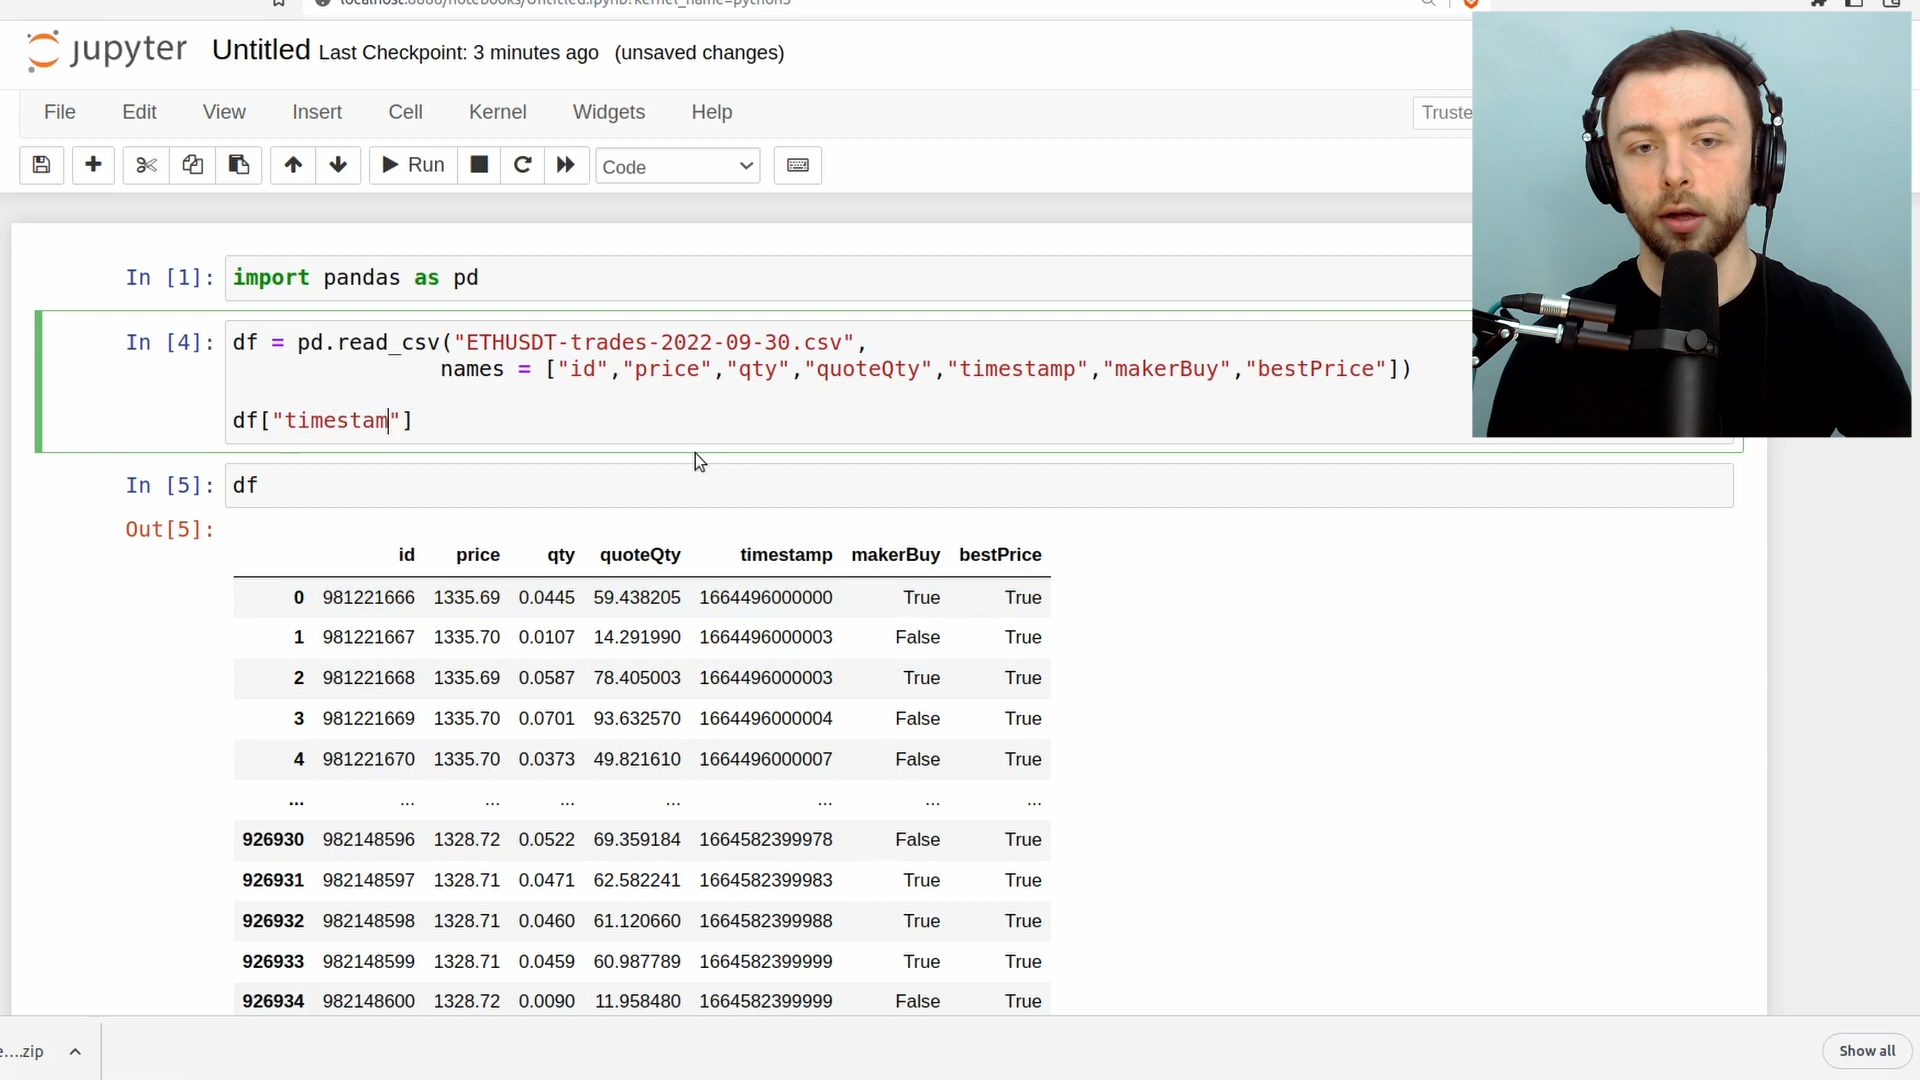 jupyter Untitled Last Checkpoint: 3 minutes ago (unsaved changes)
File Edit View Insert Cell Kernel Widgets Help Truste
Run Code
In [1]: import pandas as pd
In [4]: df = pd.read_csv("ETHUSDT-trades-2022-09-30.csv",
names = ["id","price","qty","quoteQty","timestamp","makerBuy","bestPrice"])
df["timestam"]
In [5]: df
Out[5]:
id price qty quoteQty timestamp makerBuy bestPrice
0 981221666 1335.69 0.0445 59.438205 1664496000000 True True
1 981221667 1335.70 0.0107 14.291990 1664496000003 False True
2 981221668 1335.69 0.0587 78.405003 1664496000003 True True
3 981221669 1335.70 0.0701 93.632570 1664496000004 False True
4 981221670 1335.70 0.0373 49.821610 1664496000007 False True
... ... ... ... ... ... ... ...
926930 982148596 1328.72 0.0522 69.359184 1664582399978 False True
926931 982148597 1328.71 0.0471 62.582241 1664582399983 True True
926932 982148598 1328.71 0.0460 61.120660 1664582399988 True True
926933 982148599 1328.71 0.0459 60.987789 1664582399999 True True
926934 982148600 1328.72 0.0090 11.958480 1664582399999 False True
e....zip Show all